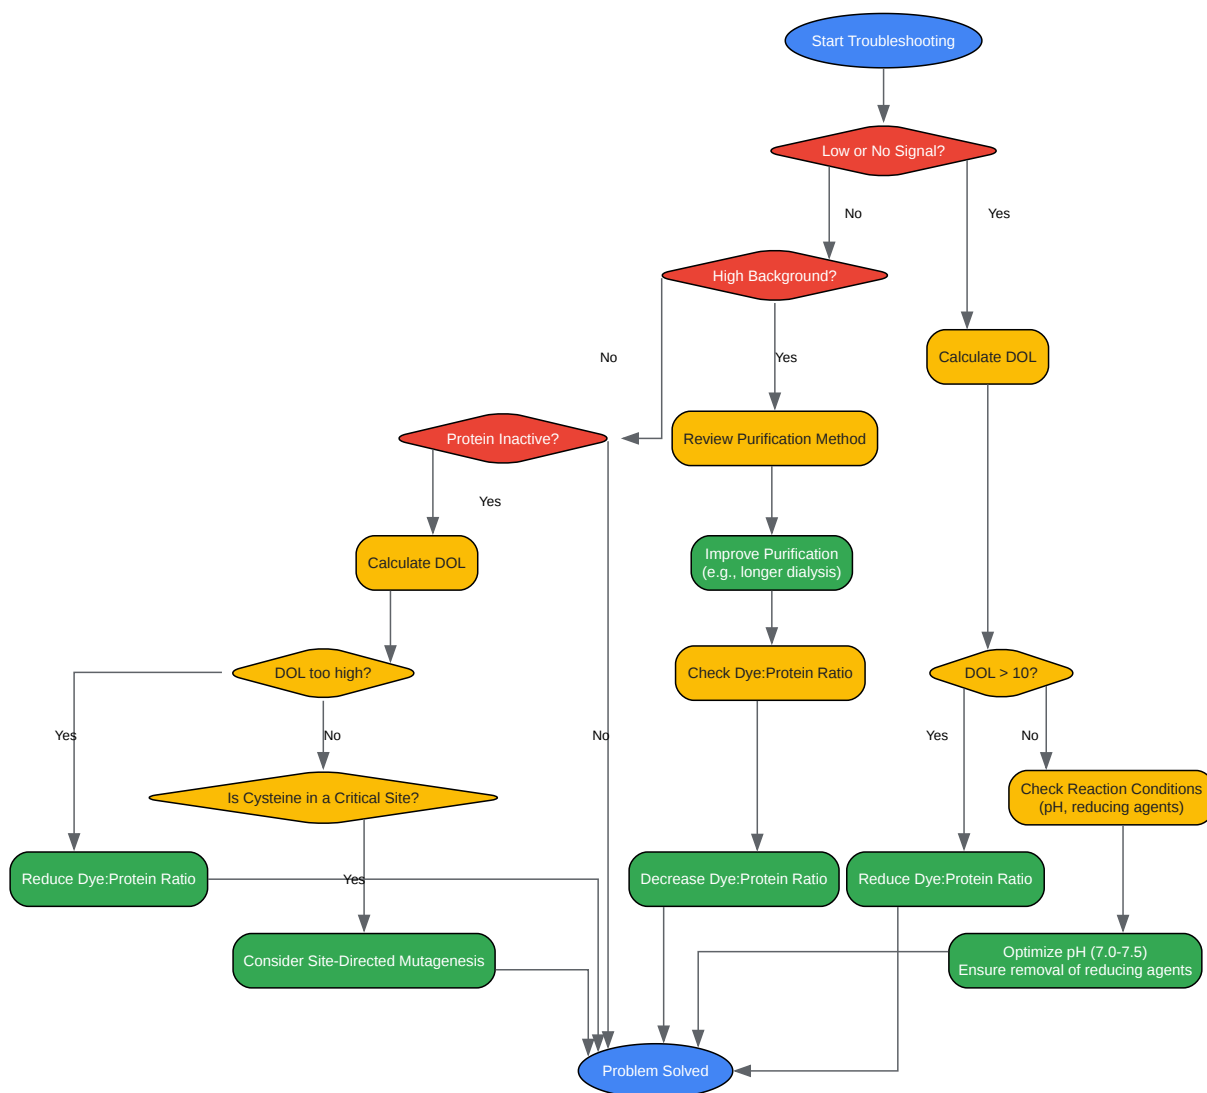 Start Troubleshooting
Low or No Signal?
No
Yes
High Background?
No
Yes
Calculate DOL
Protein Inactive?
Review Purification Method
Yes
Calculate DOL
Improve Purification
(e.g., longer dialysis)
DOL too high?
Check Dye:Protein Ratio
DOL > 10?
Yes
No
No
Yes
No
Is Cysteine in a Critical Site?
Check Reaction Conditions
(pH, reducing agents)
Reduce Dye:Protein Ratio
Yes
Decrease Dye:Protein Ratio
Reduce Dye:Protein Ratio
Consider Site-Directed Mutagenesis
Optimize pH (7.0-7.5)
Ensure removal of reducing agents
Problem Solved